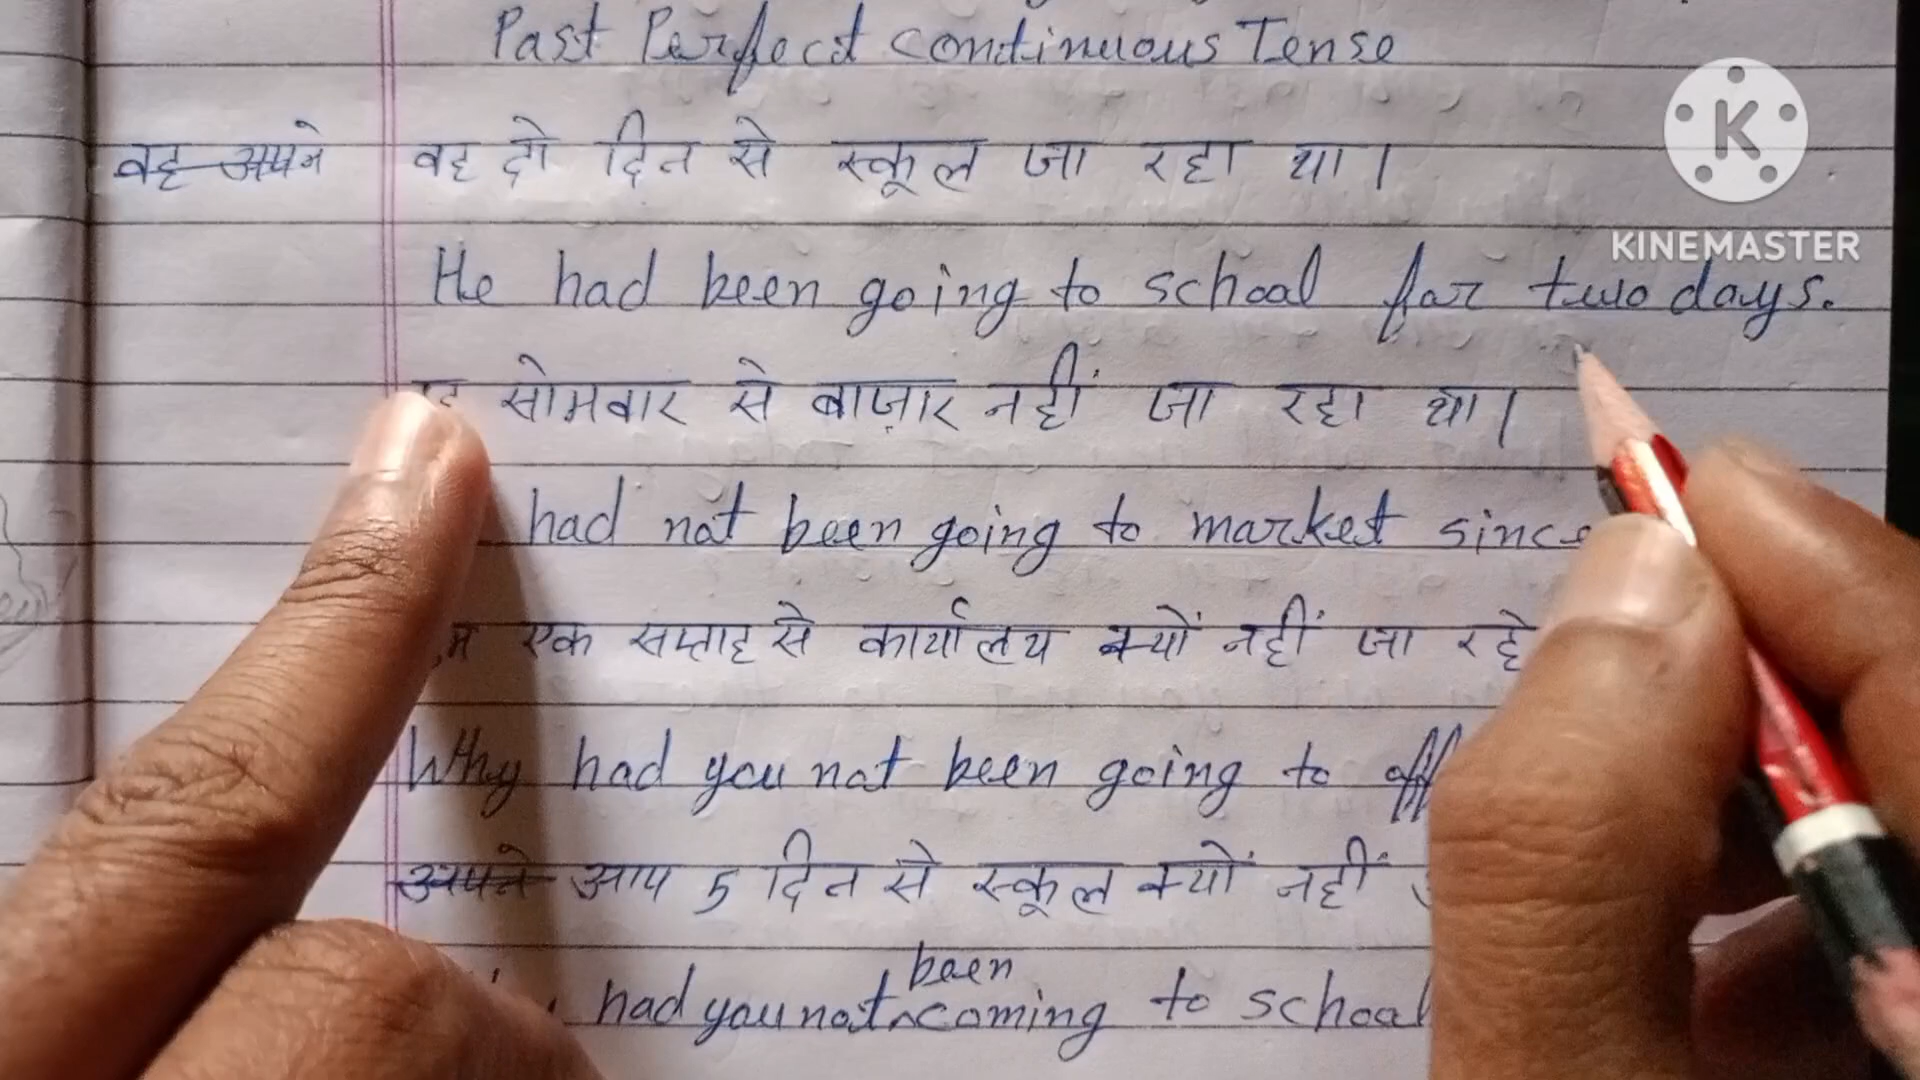 Past Perfect continuous Tense
वह अपने वह दो दिन से स्कूल जा रहा था।
He had been going to school for two days.
सोमवार से बाज़ार नहीं जा रहा था।
had not been going to market since
एक सप्ताह से कार्यालय क्यों नहीं जा रहे
Why had you not been going to off
अपने आप 5 दिन से स्कूल क्यों नहीं
been
had you not ^ coming to school
K
KINEMASTER